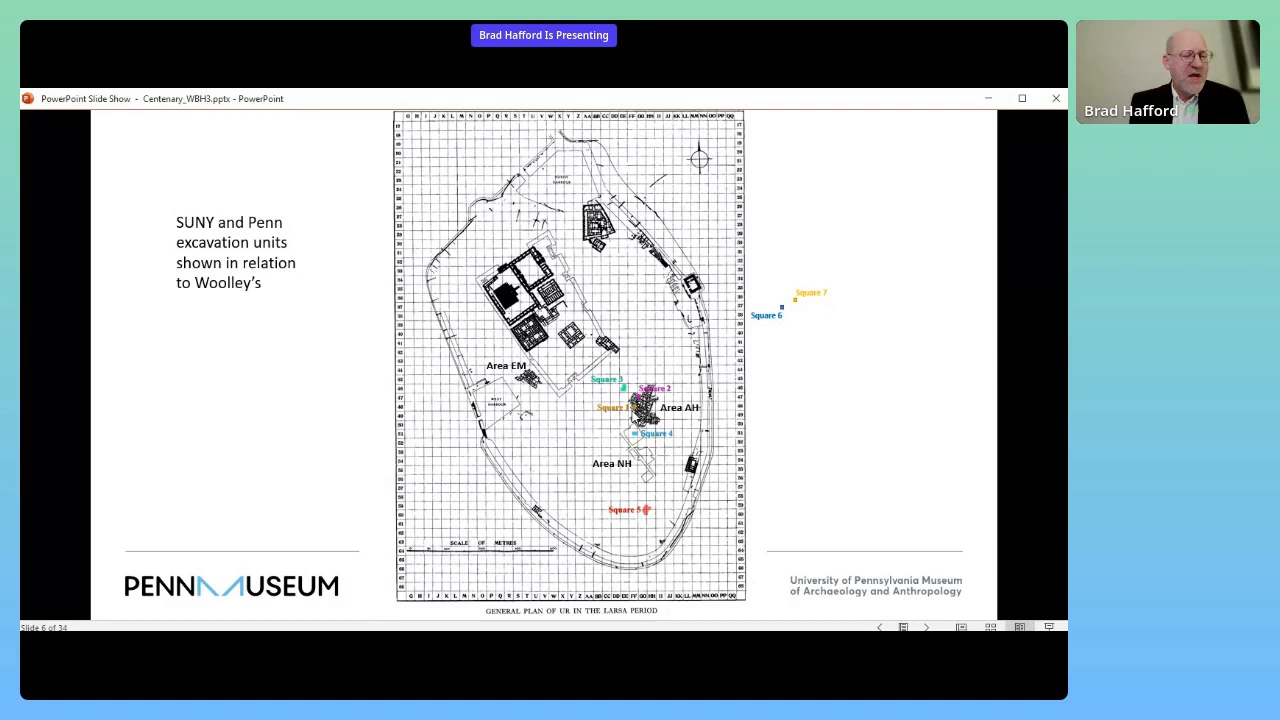 Brad Hafford Is Presenting
Brad Hafford
PowerPoint Slide Show - Centenary_WBH3.pptx - PowerPoint
SUNY and Penn
excavation units
shown in relation
to Woolley's
Square 7
Square 6
Area EM
Square 3
Square 2
Square 1
Area AH
Square 4
Area NH
Square 5
SCALE OF METRES
GENERAL PLAN OF UR IN THE LARSA PERIOD
PENN MUSEUM
University of Pennsylvania Museum
of Archaeology and Anthropology
Slide 6 of 34